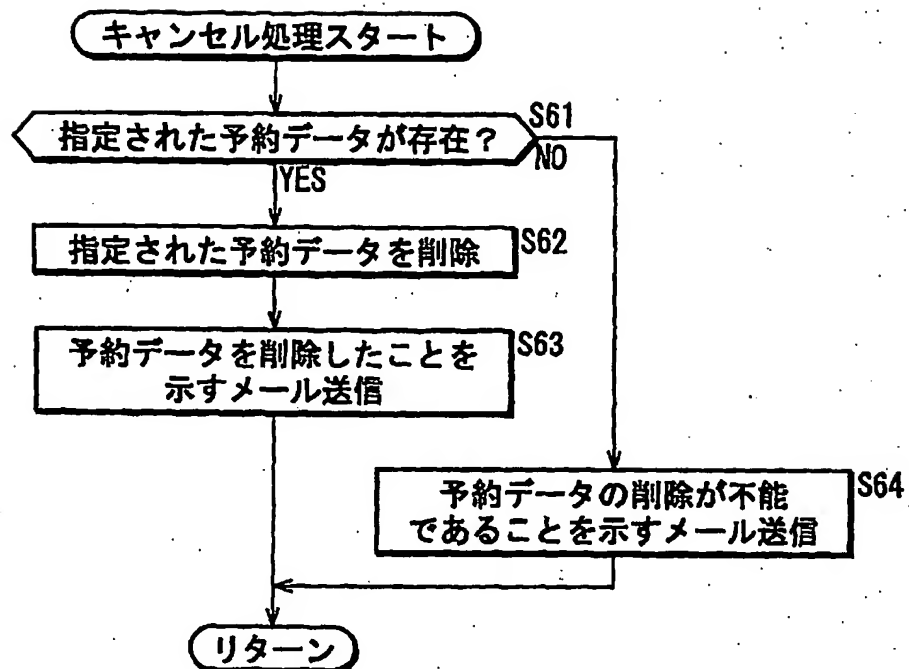 キャンセル処理スタート
指定された予約データが存在?
S61
NO
YES
指定された予約データを削除
S62
予約データを削除したことを
示すメール送信
S63
予約データの削除が不能
であることを示すメール送信
S64
リターン